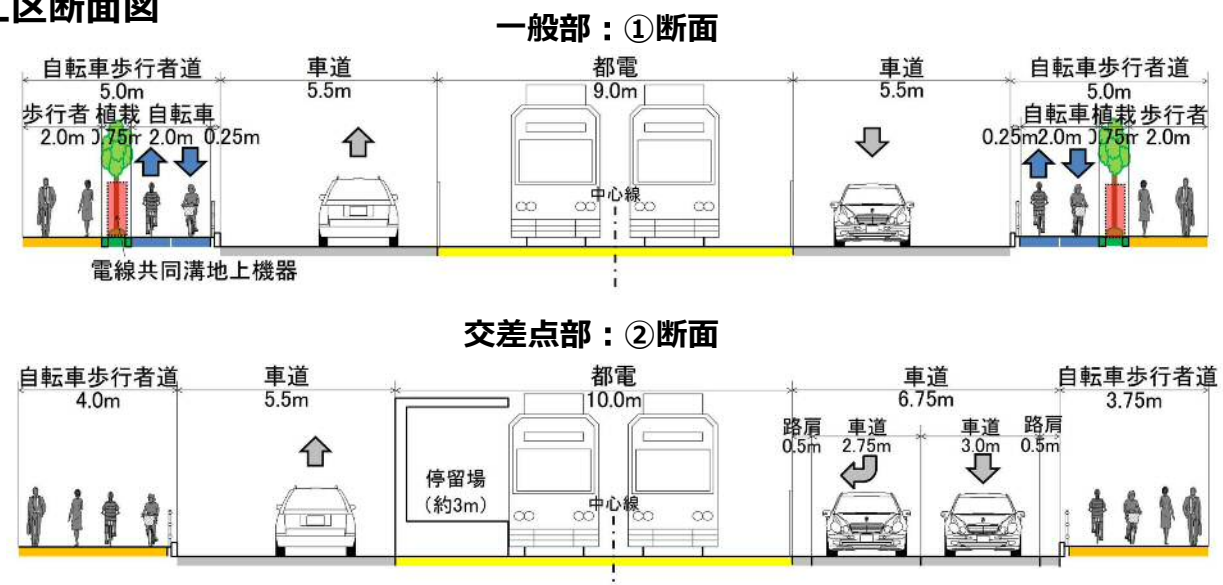 区断面図
一般部：①断面
自転車歩行者道 車道 都電 車道 自転車歩行者道
5.0m 5.5m 9.0m 5.5m 5.0m
歩行者 植栽 自転車 自転車 植栽 歩行者
2.0m 0.75m 2.0m 0.25m 0.25m 2.0m 0.75m 2.0m
中心線
電線共同溝地上機器
交差点部：②断面
自転車歩行者道 車道 都電 車道 自転車歩行者道
4.0m 5.5m 10.0m 6.75m 3.75m
路肩 車道 車道 路肩
0.5m 2.75m 3.0m 0.5m
停留場
（約3m）
中心線